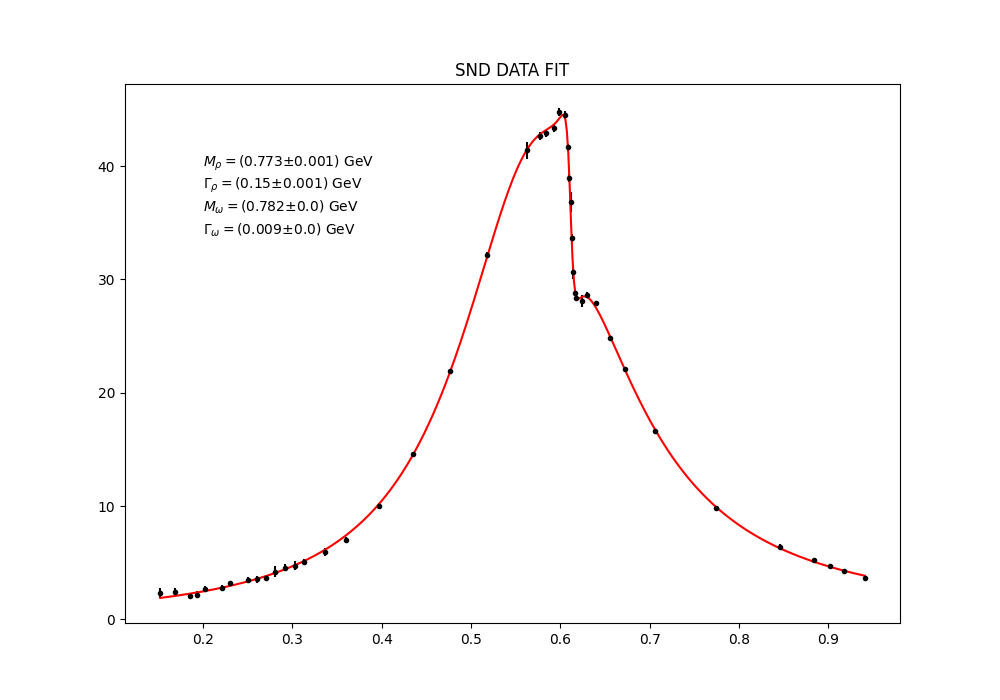 SND DATA FIT
40
30
20
10
0
M_ρ = (0.773±0.001) GeV
Γ_ρ = (0.15±0.001) GeV
M_ω = (0.782±0.0) GeV
Γ_ω = (0.009±0.0) GeV
0.2 0.3 0.4 0.5 0.6 0.7 0.8 0.9